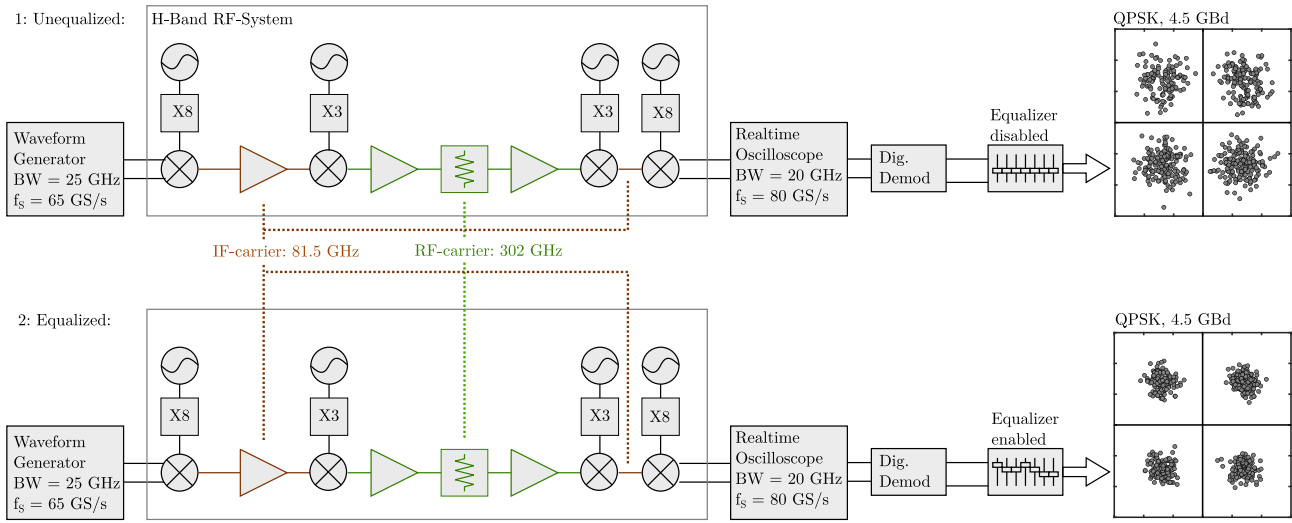 1: Unequalized:
H-Band RF-System
QPSK, 4.5 GBd
X8
X3
X3
X8
Waveform
Generator
BW = 25 GHz
fS = 65 GS/s
Realtime
Oscilloscope
BW = 20 GHz
fS = 80 GS/s
Dig.
Demod
Equalizer
disabled
IF-carrier: 81.5 GHz
RF-carrier: 302 GHz
2: Equalized:
QPSK, 4.5 GBd
X8
X3
X3
X8
Waveform
Generator
BW = 25 GHz
fS = 65 GS/s
Realtime
Oscilloscope
BW = 20 GHz
fS = 80 GS/s
Dig.
Demod
Equalizer
enabled